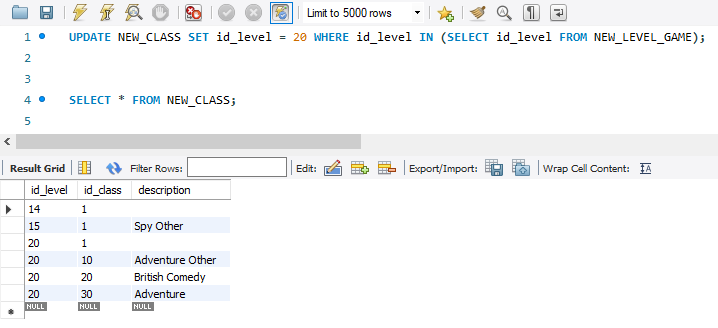 Limit to 5000 rows
1 UPDATE NEW_CLASS SET id_level = 20 WHERE id_level IN (SELECT id_level FROM NEW_LEVEL_GAME);
2
3
4 SELECT * FROM NEW_CLASS;
5
Result Grid Filter Rows: Edit: Export/Import: Wrap Cell Content: IA
id_level id_class description
14 1
15 1 Spy Other
20 1
20 10 Adventure Other
20 20 British Comedy
20 30 Adventure
NULL NULL NULL